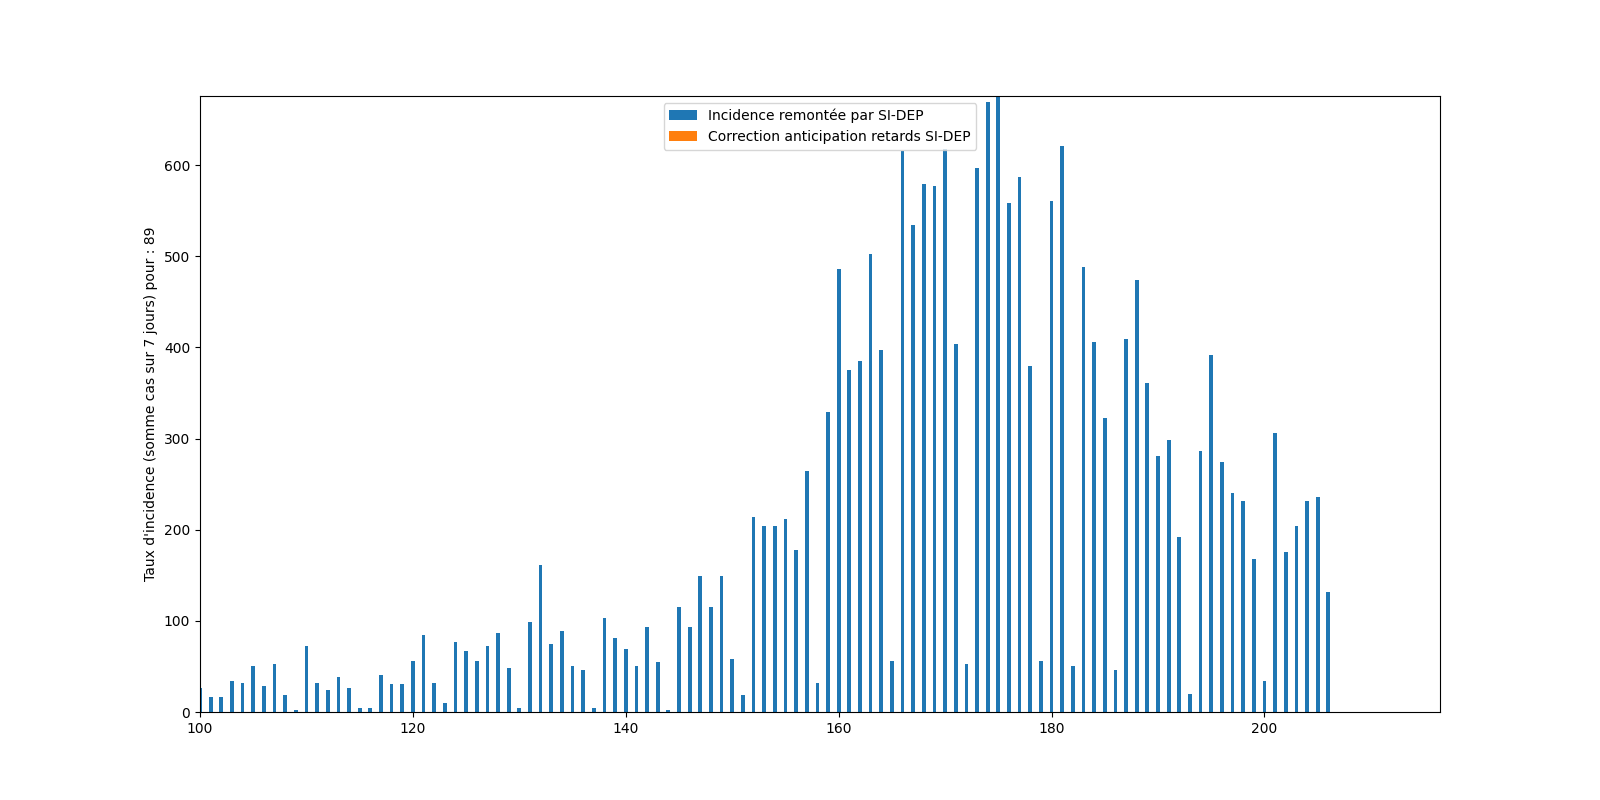 Incidence remontée par SI-DEP
Correction anticipation retards SI-DEP
Taux d'incidence (somme cas sur 7 jours) pour : 89
600
500
400
300
200
100
0
100 120 140 160 180 200